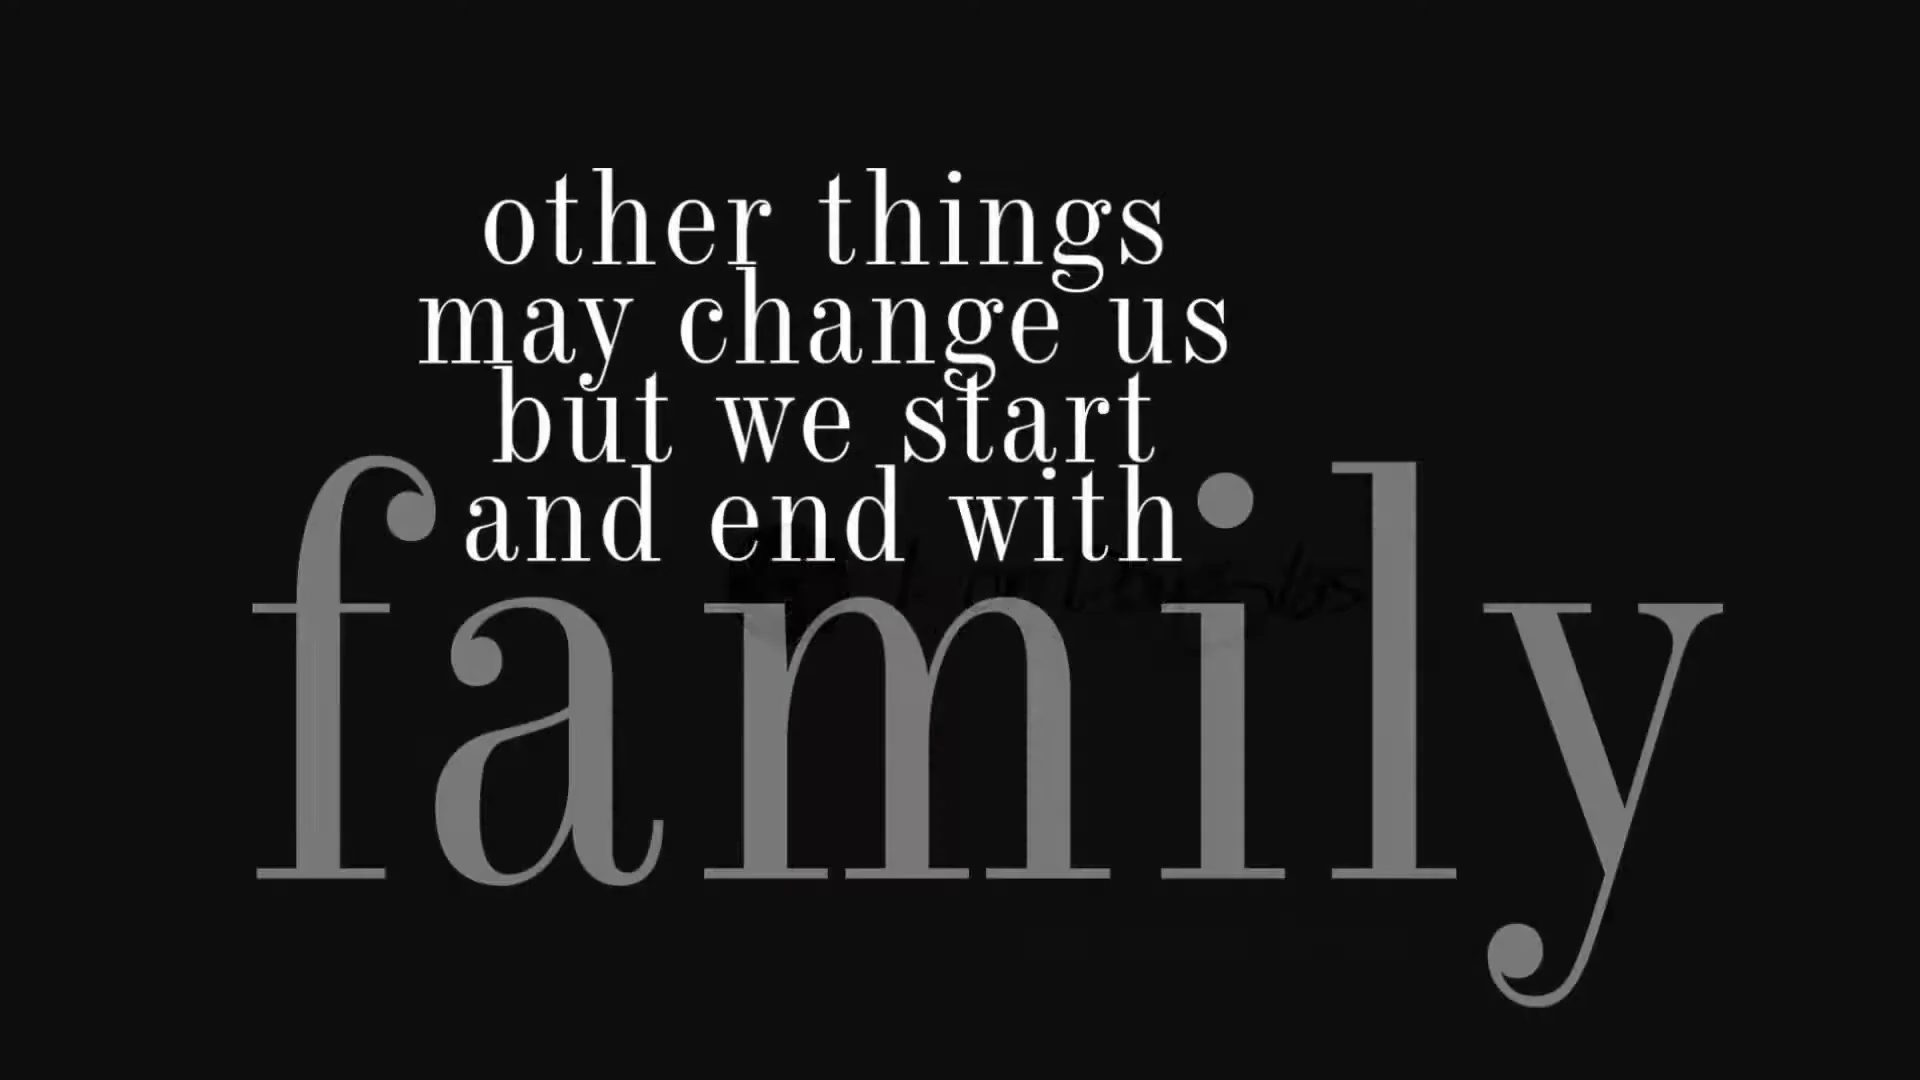 other things
may change us
but we start
and end with
family